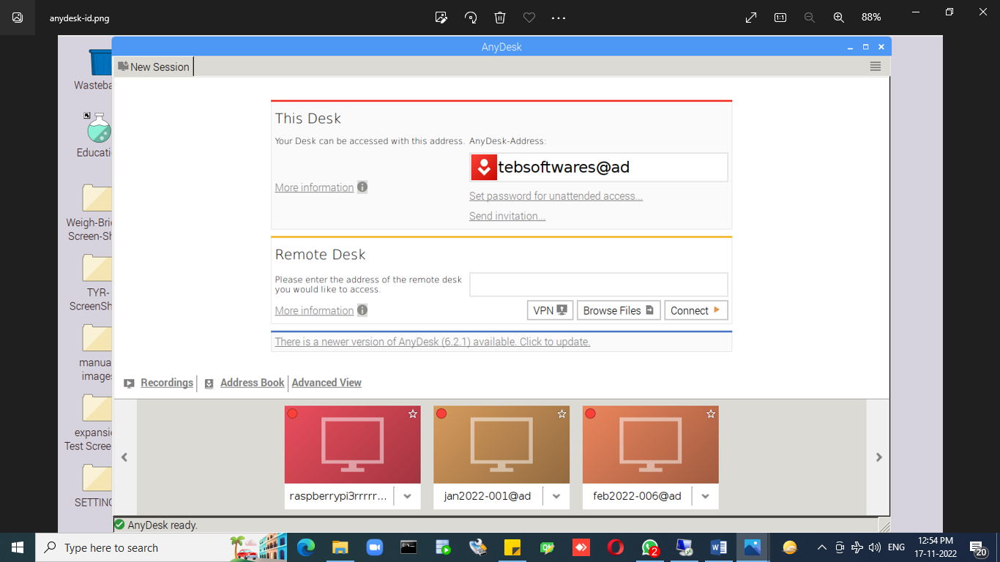 anydesk-id.png
88%
AnyDesk
New Session
Wasteba
Educati
Weigh-Bri
Screen-Sh
TYR-
ScreenSh
manua
image
expansi
Test Scree
SETTIN
This Desk
Your Desk can be accessed with this address.
AnyDesk-Address:
tebsoftwares@ad
More information
Set password for unattended access...
Send invitation...
Remote Desk
Please enter the address of the remote desk
you would like to access.
More information
VPN
Browse Files
Connect
There is a newer version of AnyDesk (6.2.1) available. Click to update.
Recordings
Address Book
Advanced View
raspberrypi3rrrrr...
jan2022-001@ad
feb2022-006@ad
AnyDesk ready.
Type here to search
2
ENG
12:54 PM
17-11-2022
20